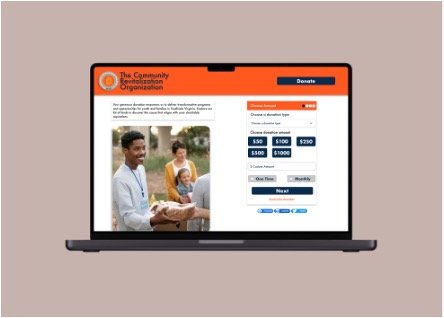 The Community
Revitalization
Organization
Donate
Your generous donation empowers us to deliver transformative programs
and opportunities for youth and families in Southside Virginia. Explore our
list of funds to discover the cause that aligns with your charitable
aspirations.
Choose Amount
Choose a donation type
Choose a donation type
Choose donation amount
$50 $100 $250
$500 $1000
$ Custom Amount
One Time Monthly
Next